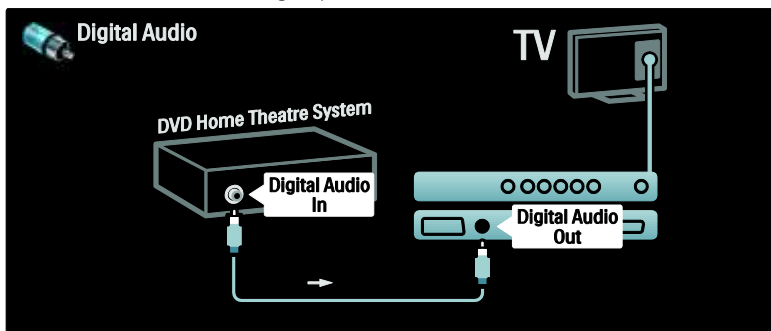 Digital Audio
TV
DVD Home Theatre System
Digital Audio
In
Digital Audio
Out